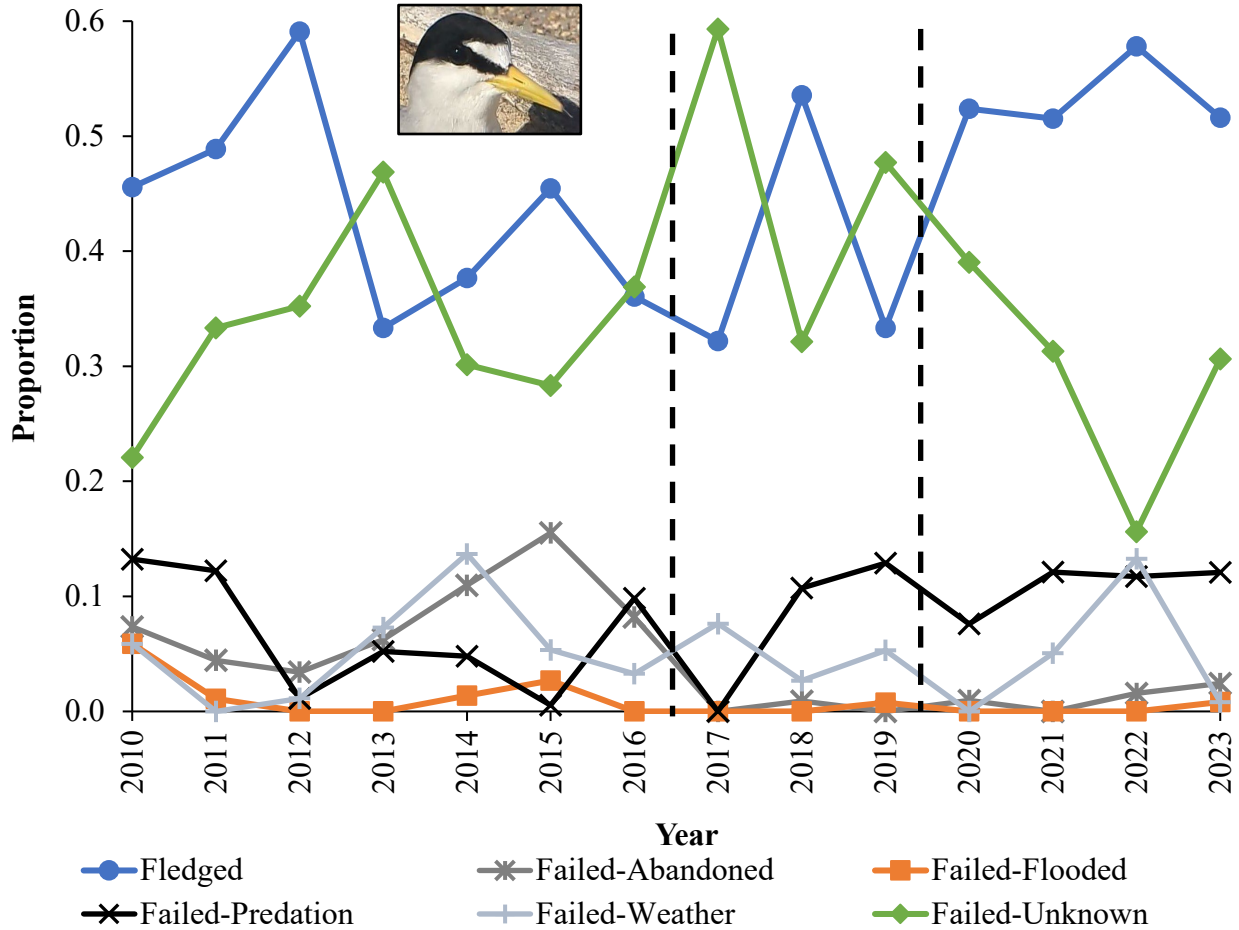 0.6
0.5
0.4
0.3
0.2
0.1
0.0
Proportion
2010 2011 2012 2013 2014 2015 2016 2017 2018 2019 2020 2021 2022 2023
Year
Fledged Failed-Abandoned Failed-Flooded
Failed-Predation Failed-Weather Failed-Unknown